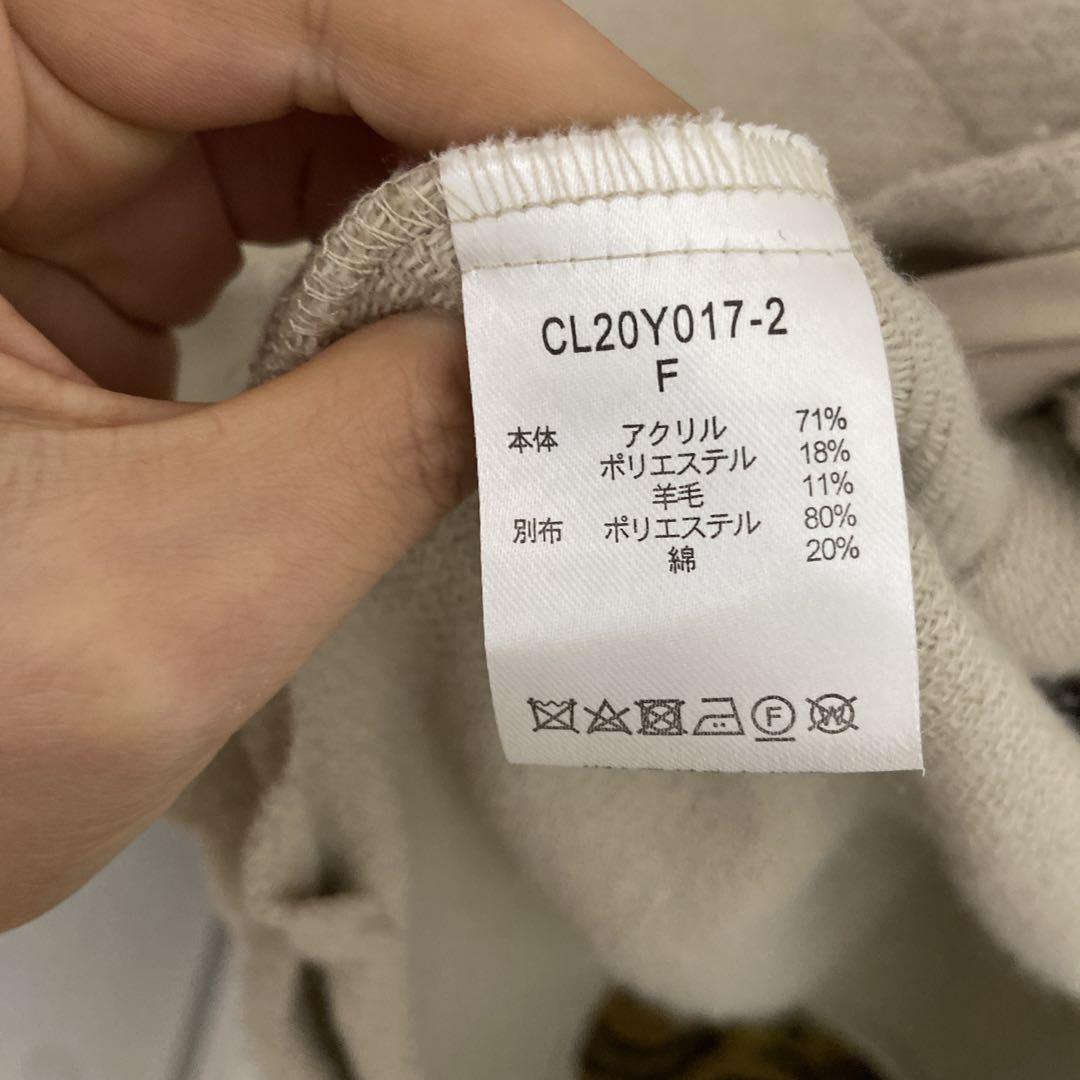 CL20Y017-2
F
本体 アクリル 71%
ポリエステル 18%
羊毛 11%
別布 ポリエステル 80%
綿 20%
F W